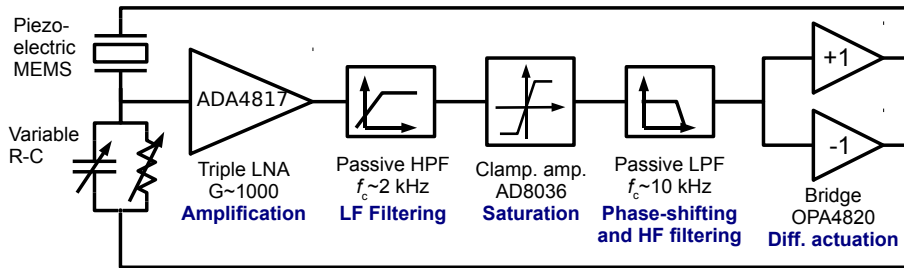 Piezo-
electric
MEMS
Variable
R-C
ADA4817
Triple LNA
G~1000
Amplification
Passive HPF
fc~2 kHz
LF Filtering
Clamp. amp.
AD8036
Saturation
Passive LPF
fc~10 kHz
Phase-shifting
and HF filtering
+1
-1
Bridge
OPA4820
Diff. actuation